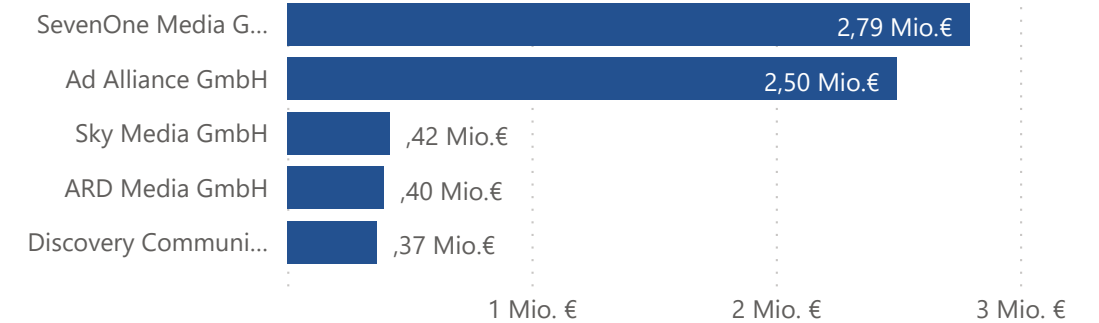 SevenOne Media G... 2,79 Mio.€
Ad Alliance GmbH 2,50 Mio.€
Sky Media GmbH ,42 Mio.€
ARD Media GmbH ,40 Mio.€
Discovery Communi... ,37 Mio.€
1 Mio. € 2 Mio. € 3 Mio. €